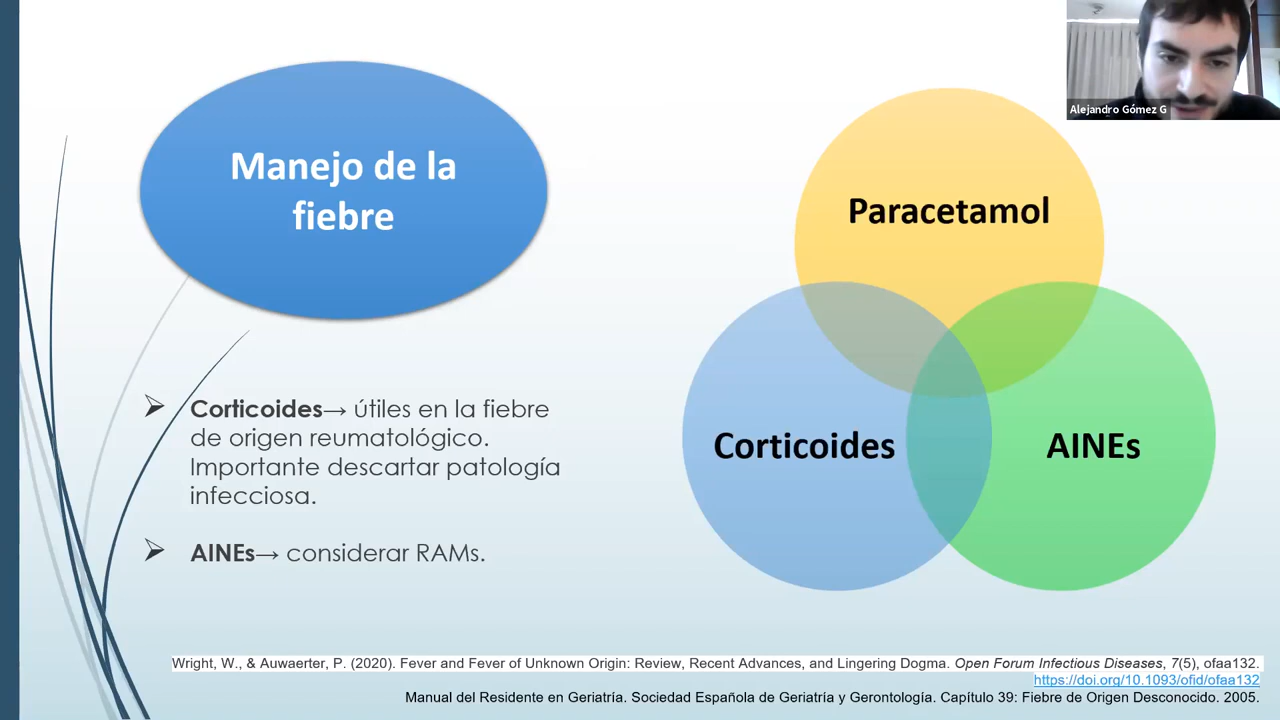 Manejo de la
fiebre
Corticoides→ útiles en la fiebre
de origen reumatológico.
Importante descartar patología
infecciosa.
AINEs→ considerar RAMs.
Alejandro Gómez G
Paracetamol
Corticoides
AINEs
Wright, W., & Auwaerter, P. (2020). Fever and Fever of Unknown Origin: Review, Recent Advances, and Lingering Dogma. Open Forum Infectious Diseases, 7(5), ofaa132.
https://doi.org/10.1093/ofid/ofaa132
Manual del Residente en Geriatría. Sociedad Española de Geriatría y Gerontología. Capítulo 39: Fiebre de Origen Desconocido. 2005.